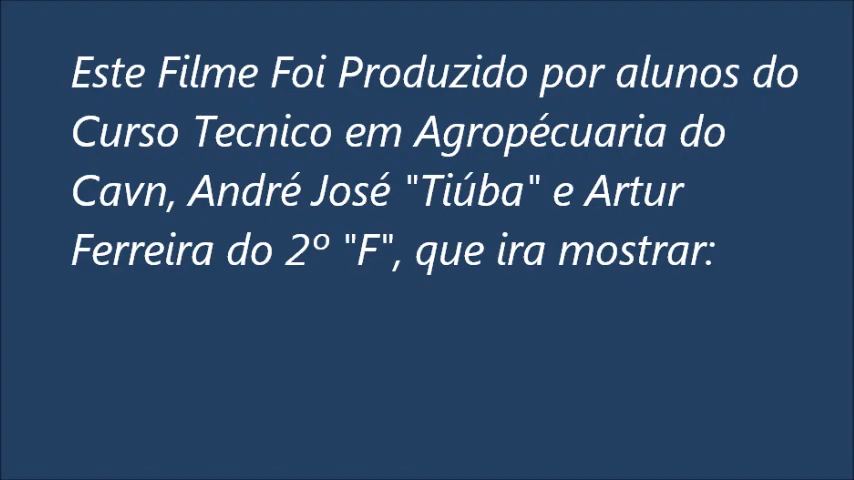 Este Filme Foi Produzido por alunos do
Curso Tecnico em Agropécuaria do
Cavn, André José "Tiúba" e Artur
Ferreira do 2º "F", que ira mostrar: